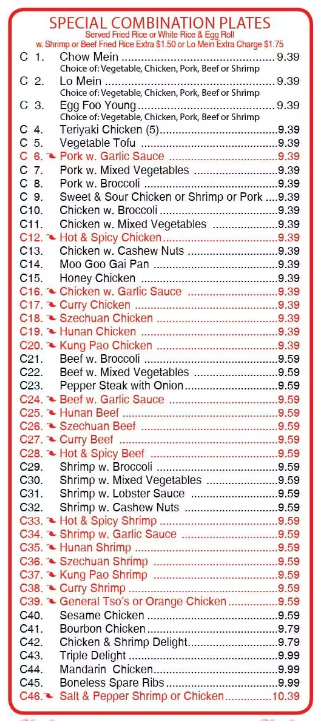 SPECIAL COMBINATION PLATES
Served Fried Rice or White Rice & Egg Roll
w. Shrimp or Beef Fried Rice Extra $1.50 or Lo Mein Extra Charge $1.75
C 1. Chow Mein 9.39
Choice of: Vegetable, Chicken, Pork, Beef or Shrimp
C 2. Lo Mein 9.39
Choice of: Vegetable, Chicken, Pork, Beef or Shrimp
C 3. Egg Foo Young 9.39
Choice of: Vegetable, Chicken, Pork, Beef or Shrimp
C 4. Teriyaki Chicken (5) 9.39
C 5. Vegetable Tofu 9.39
C 6. Pork w. Garlic Sauce 9.39
C 7. Pork w. Mixed Vegetables 9.39
C 8. Pork w. Broccoli 9.39
C 9. Sweet & Sour Chicken or Shrimp or Pork 9.39
C10. Chicken w. Broccoli 9.39
C11. Chicken w. Mixed Vegetables 9.39
C12. Hot & Spicy Chicken 9.39
C13. Chicken w. Cashew Nuts 9.39
C14. Moo Goo Gai Pan 9.39
C15. Honey Chicken 9.39
C16. Chicken w. Garlic Sauce 9.39
C17. Curry Chicken 9.39
C18. Szechuan Chicken 9.39
C19. Hunan Chicken 9.39
C20. Kung Pao Chicken 9.39
C21. Beef w. Broccoli 9.59
C22. Beef w. Mixed Vegetables 9.59
C23. Pepper Steak with Onion 9.59
C24. Beef w. Garlic Sauce 9.59
C25. Hunan Beef 9.59
C26. Szechuan Beef 9.59
C27. Curry Beef 9.59
C28. Hot & Spicy Beef 9.59
C29. Shrimp w. Broccoli 9.59
C30. Shrimp w. Mixed Vegetables 9.59
C31. Shrimp w. Lobster Sauce 9.59
C32. Shrimp w. Cashew Nuts 9.59
C33. Hot & Spicy Shrimp 9.59
C34. Shrimp w. Garlic Sauce 9.59
C35. Hunan Shrimp 9.59
C36. Szechuan Shrimp 9.59
C37. Kung Pao Shrimp 9.59
C38. Curry Shrimp 9.59
C39. General Tso's or Orange Chicken 9.59
C40. Sesame Chicken 9.59
C41. Bourbon Chicken 9.79
C42. Chicken & Shrimp Delight 9.79
C43. Triple Delight 9.99
C44. Mandarin Chicken 9.99
C45. Boneless Spare Ribs 9.99
C46. Salt & Pepper Shrimp or Chicken 10.39